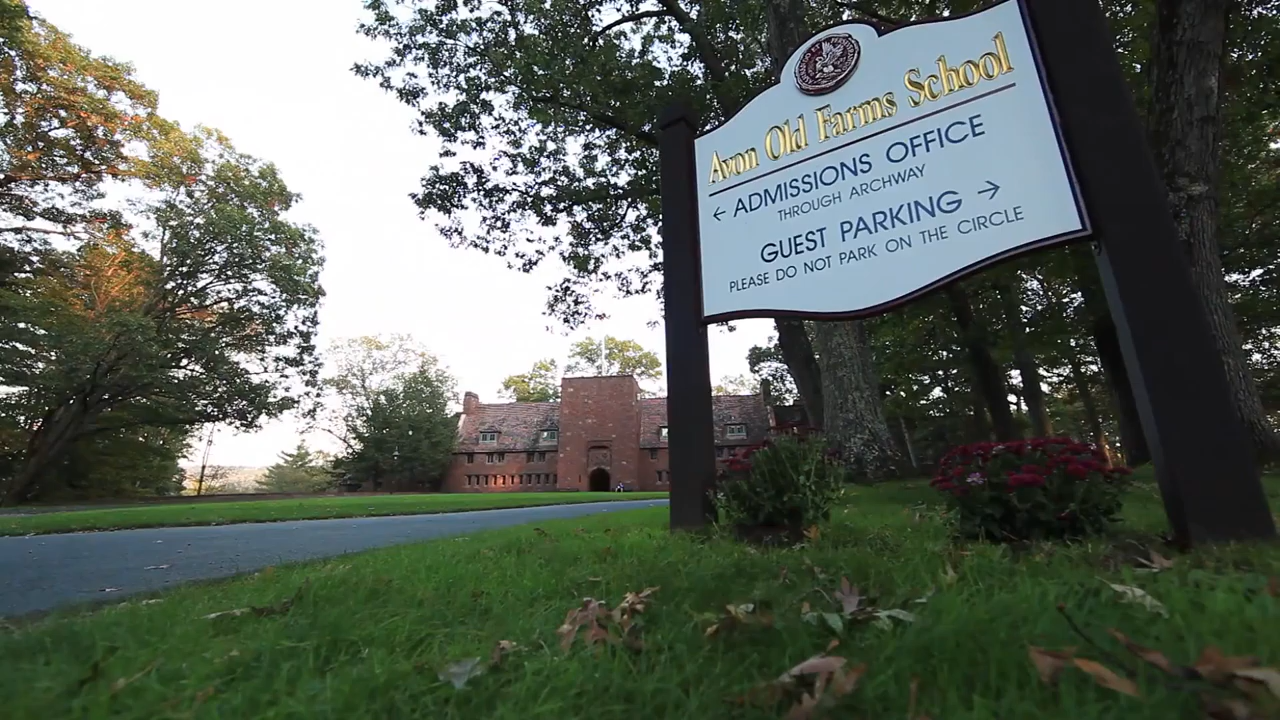 Avon Old Farms School
← ADMISSIONS OFFICE
THROUGH ARCHWAY
GUEST PARKING →
PLEASE DO NOT PARK ON THE CIRCLE